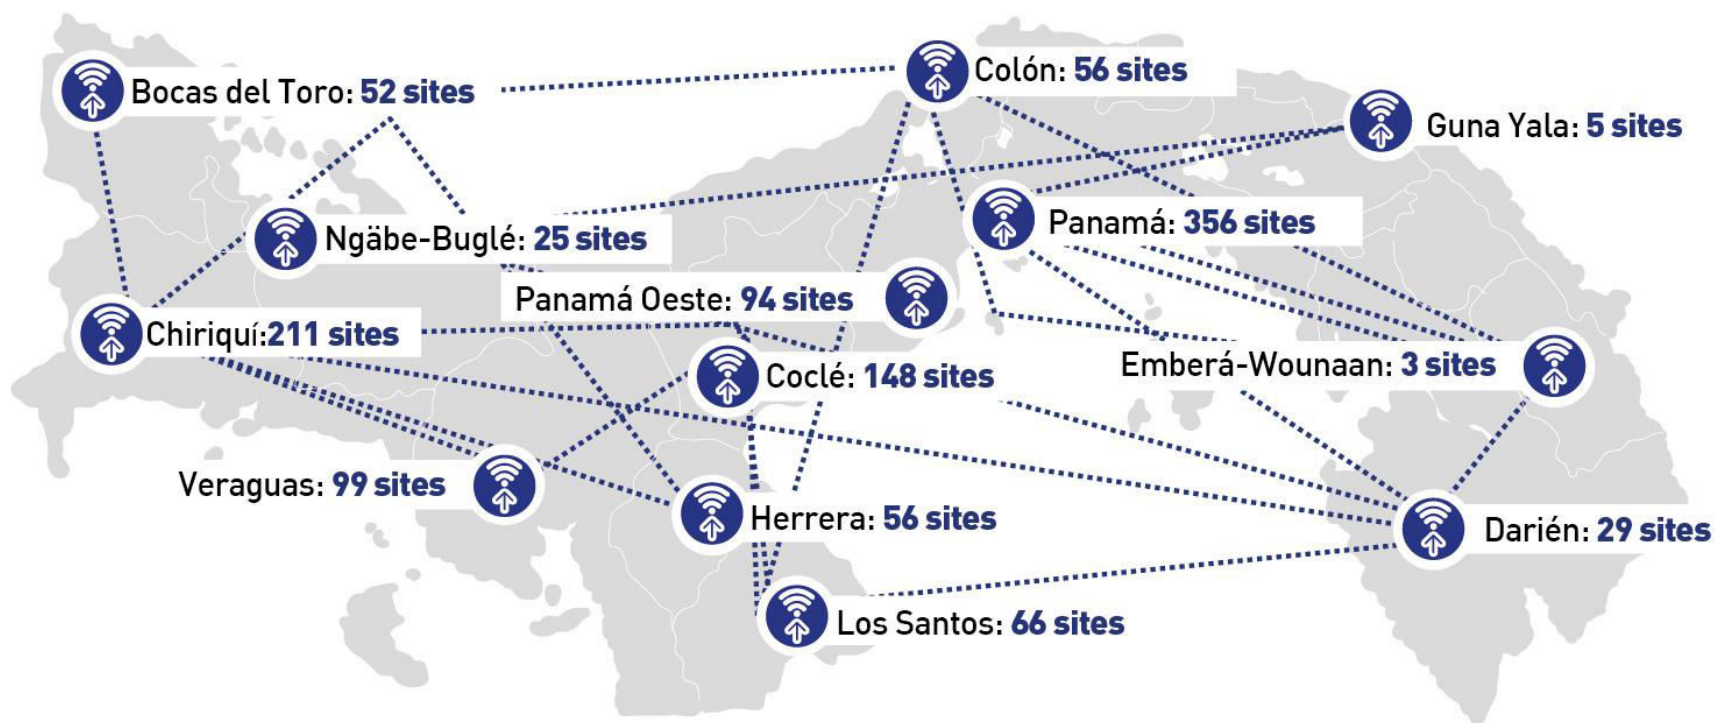 Colón: 56 sites
Bocas del Toro: 52 sites
Guna Yala: 5 sites
Panamá: 356 sites
Ngäbe-Buglé: 25 sites
Panamá Oeste: 94 sites
Chiriquí:211 sites
Emberá-Wounaan: 3 sites
Coclé: 148 sites
Veraguas: 99 sites
Herrera: 56 sites
Darién: 29 sites
Los Santos: 66 sites